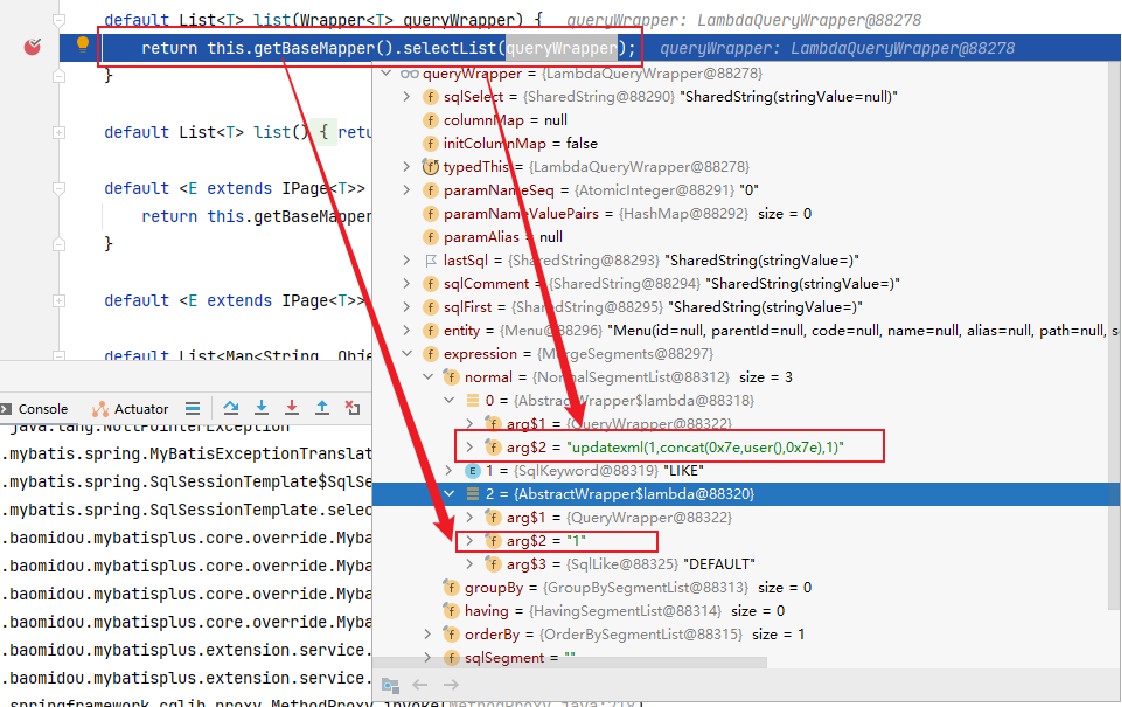 default List<T> list(Wrapper<T> queryWrapper) { queryWrapper: LambdaQueryWrapper@88278
return this.getBaseMapper().selectList(queryWrapper); queryWrapper: LambdaQueryWrapper@88278
}
default List<T> list() { retu
default <E extends IPage<T>>
return this.getBaseMapper
}
default <E extends IPage<T>>
default List<Map<String, Obje
queryWrapper = {LambdaQueryWrapper@88278}
sqlSelect = {SharedString@88290} "SharedString(stringValue=null)"
columnMap = null
initColumnMap = false
typedThis = {LambdaQueryWrapper@88278}
paramNameSeq = {AtomicInteger@88291} "0"
paramNameValuePairs = {HashMap@88292} size = 0
paramAlias = null
lastSql = {SharedString@88293} "SharedString(stringValue=)"
sqlComment = {SharedString@88294} "SharedString(stringValue=)"
sqlFirst = {SharedString@88295} "SharedString(stringValue=)"
entity = {Menu@88296} "Menu(id=null, parentId=null, code=null, name=null, alias=null, path=null, s
expression = {MergeSegments@88297}
normal = {NormalSegmentList@88312} size = 3
0 = {AbstractWrapper$lambda@88318}
arg$1 = {QueryWrapper@88322}
arg$2 = "updatexml(1,concat(0x7e,user(),0x7e),1)"
1 = {SqlKeyword@88319} "LIKE"
2 = {AbstractWrapper$lambda@88320}
arg$1 = {QueryWrapper@88322}
arg$2 = "1"
arg$3 = {SqlLike@88325} "DEFAULT"
groupBy = {GroupBySegmentList@88313} size = 0
having = {HavingSegmentList@88314} size = 0
orderBy = {OrderBySegmentList@88315} size = 1
sqlSegment = ""
Console Actuator
java.lang.NullPointerException
.mybatis.spring.MyBatisExceptionTranslat
.mybatis.spring.SqlSessionTemplate$SqlSe
.mybatis.spring.SqlSessionTemplate.selec
.baomidou.mybatisplus.core.override.Myba
.baomidou.mybatisplus.core.override.Myba
.baomidou.mybatisplus.core.override.Myba
.baomidou.mybatisplus.core.override.Myba
.baomidou.mybatisplus.extension.service.
.baomidou.mybatisplus.extension.service.
.springframework.cglib.proxy.MethodProxy.invoke(MethodProxy.java:218)